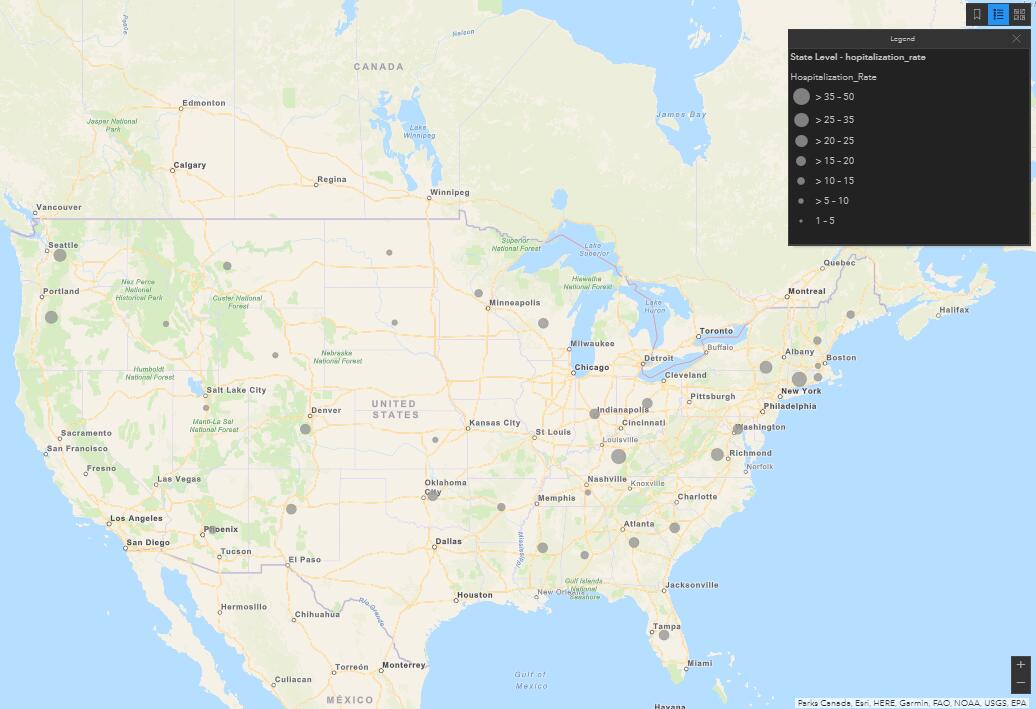 Legend
State Level - hopitalization_rate
Hospitalization_Rate
> 35 – 50
> 25 – 35
> 20 – 25
> 15 – 20
> 10 – 15
> 5 – 10
1 – 5
Nelson
CANADA
Edmonton
James Bay
Jasper National
Park
Lake
Winnipeg
Calgary
Regina
Winnipeg
Vancouver
Seattle
Superior
National Forest
Lake
Superior
Quebec
Nez Perce
National
Historical Park
Custer National
Forest
Hiawatha
National Forest
Portland
Montreal
Minneapolis
Lake
Huron
Halifax
Toronto
Milwaukee
Buffalo
Albany
Boston
Nebraska
National Forest
Detroit
Humboldt
National Forest
Chicago
Cleveland
Salt Lake City
New York
Pittsburgh
Philadelphia
UNITED
STATES
Denver
Indianapolis
Manti-La Sal
National Forest
Kansas City
Cincinnati
Washington
Sacramento
St Louis
Louisville
San Francisco
Richmond
Fresno
Norfolk
Las Vegas
Oklahoma
City
Nashville
Knoxville
Memphis
Charlotte
Los Angeles
Phoenix
Atlanta
San Diego
Dallas
Mississippi
Tucson
El Paso
Jacksonville
Gulf Islands
National
Seashore
Houston
New Orleans
Hermosillo
Chihuahua
Rio Grande
Tampa
Torreón
Monterrey
Miami
Culiacan
Gulf of
Mexico
MÉXICO
Havana
Parks Canada, Esri, HERE, Garmin, FAO, NOAA, USGS, EPA